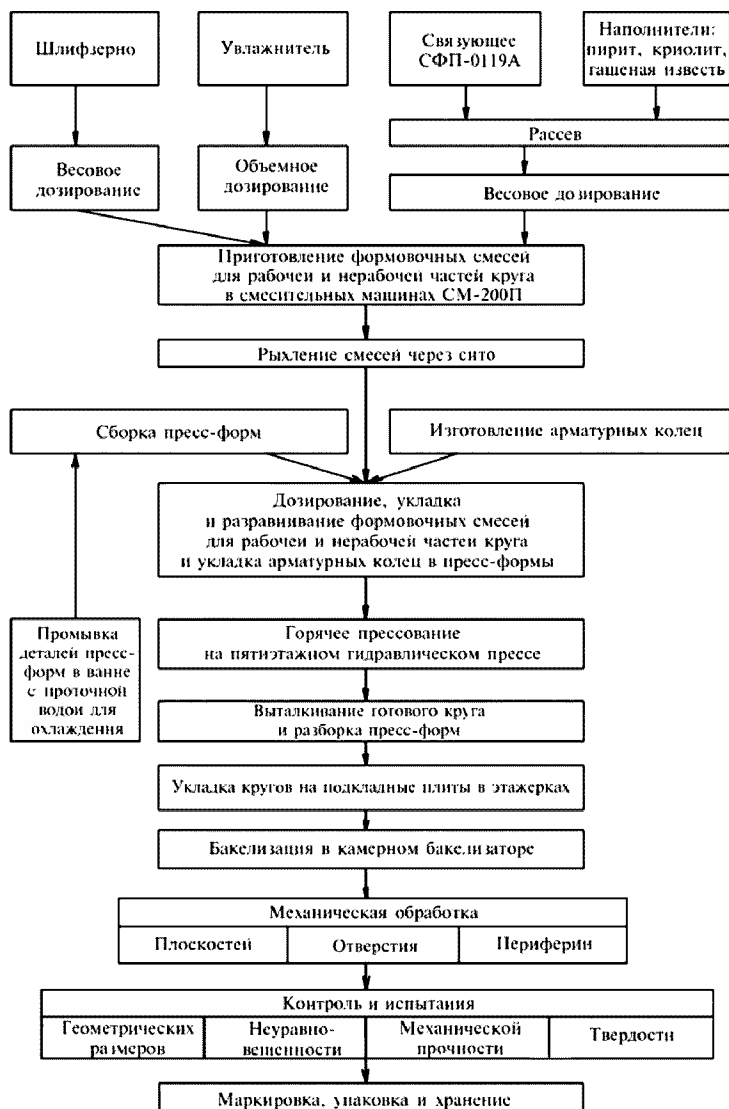 Шлифзерно
Увлажнитель
Связующее
СФП-0119А
Наполнители:
пирит, криолит,
гашеная известь
Рассев
Весовое
дозирование
Объемное
дозирование
Весовое дозирование
Приготовление формовочных смесей
для рабочей и нерабочей частей круга
в смесительных машинах СМ-200П
Рыхление смесей через сито
Сборка пресс-форм
Изготовление арматурных колец
Дозирование, укладка
и разравнивание формовочных смесей
для рабочей и нерабочей частей круга
и укладка арматурных колец в пресс-формы
Промывка
деталей пресс-
форм в ванне
с проточной
водой для
охлаждения
Горячее прессование
на пятиэтажном гидравлическом прессе
Выталкивание готового круга
и разборка пресс-форм
Укладка кругов на подкладные плиты в этажерках
Бакелизация в камерном бакелизаторе
Механическая обработка
Плоскостей
Отверстия
Периферии
Контроль и испытания
Геометрических
размеров
Неуравно-
вешенности
Механической
прочности
Твердости
Маркировка, упаковка и хранение